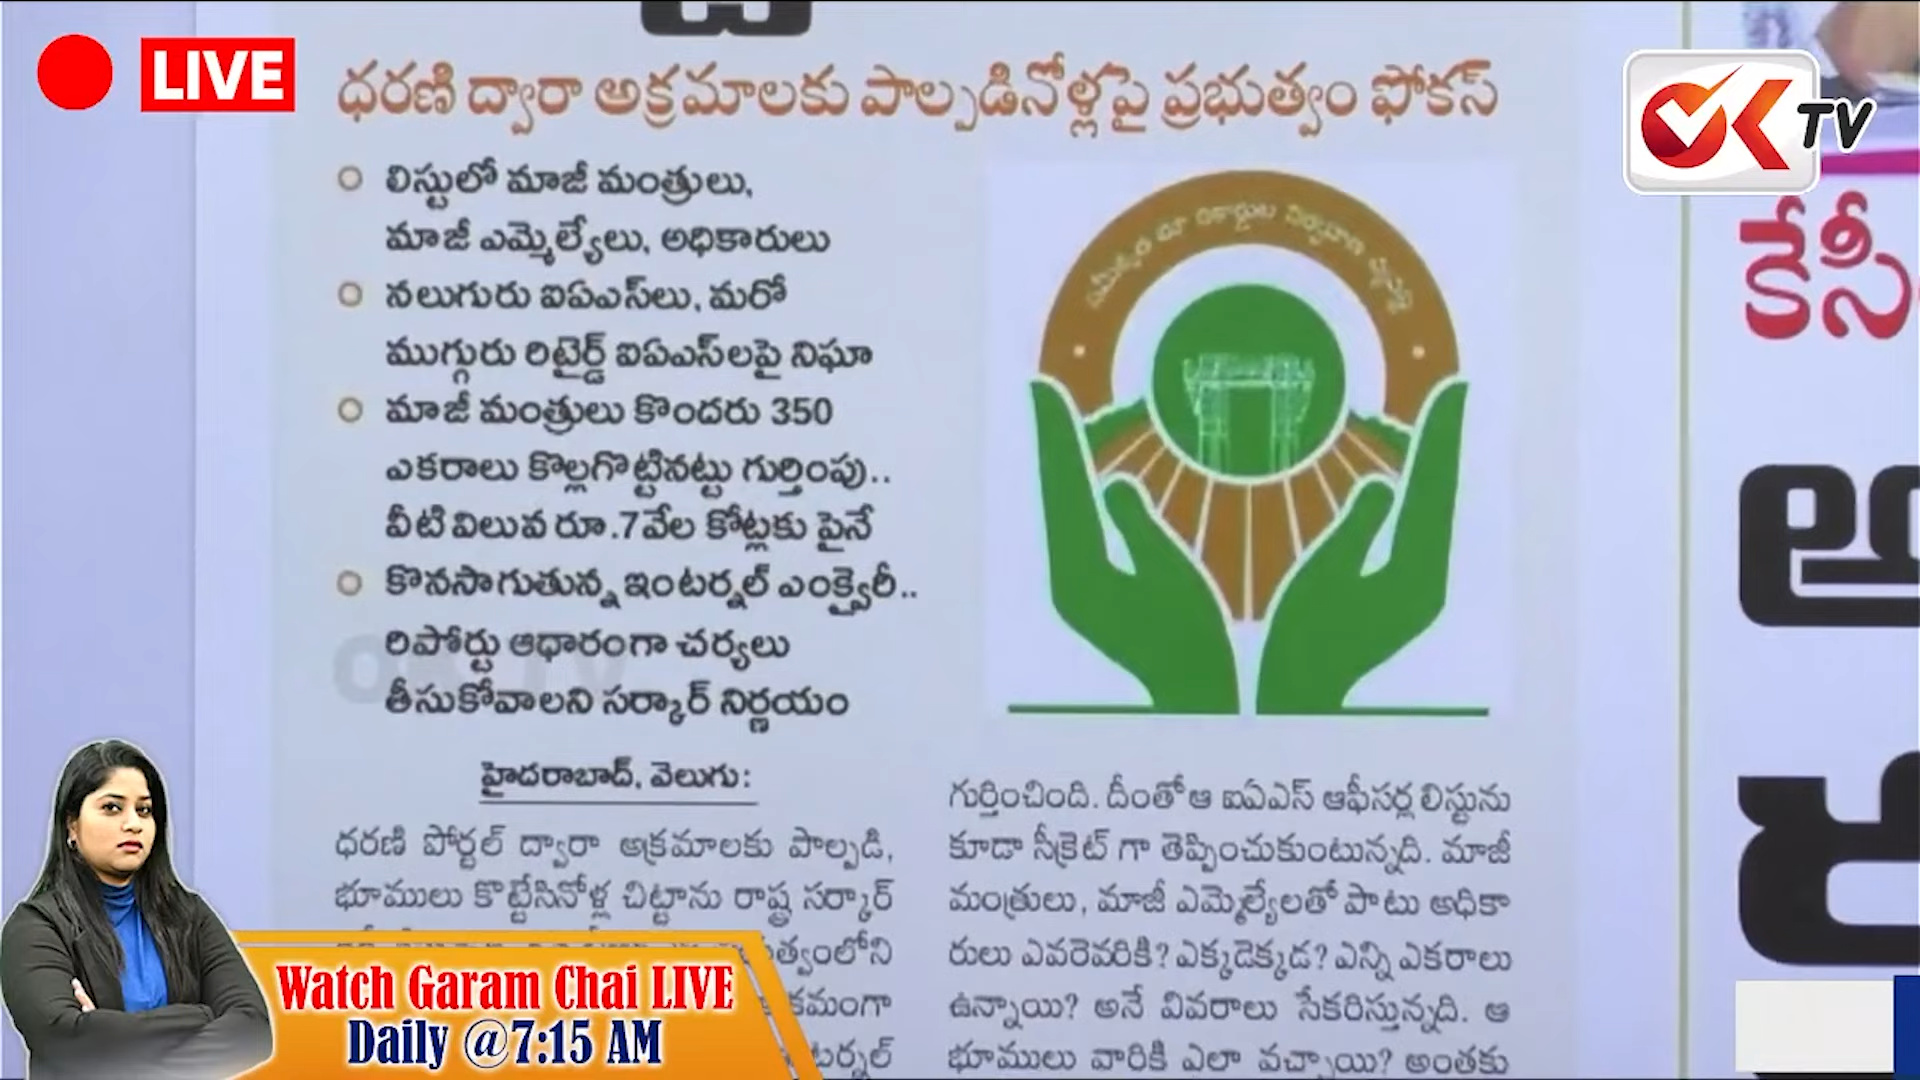 LIVE
OK TV
ధరణి ద్వారా అక్రమాలకు పాల్పడినోళ్లపై ప్రభుత్వం ఫోకస్
లిస్టులో మాజీ మంత్రులు,
మాజీ ఎమ్మెల్యేలు, అధికారులు
నలుగురు ఐఏఎస్‌లు, మరో
ముగ్గురు రిటైర్డ్ ఐఏఎస్‌లపై నిఘా
మాజీ మంత్రులు కొందరు 350
ఎకరాలు కొల్లగొట్టినట్టు గుర్తింపు..
వీటి విలువ రూ.7వేల కోట్లకు పైనే
కొనసాగుతున్న ఇంటర్నల్ ఎంక్వైరీ..
రిపోర్టు ఆధారంగా చర్యలు
తీసుకోవాలని సర్కార్ నిర్ణయం
హైదరాబాద్, వెలుగు:
ధరణి పోర్టల్ ద్వారా అక్రమాలకు పాల్పడి,
భూములు కొట్టేసినోళ్ల చిట్టాను రాష్ట్ర సర్కార్
గుర్తించింది. దీంతో ఆ ఐఏఎస్ ఆఫీసర్ల లిస్టును
కూడా సీక్రెట్ గా తెప్పించుకుంటున్నది. మాజీ
మంత్రులు, మాజీ ఎమ్మెల్యేలతో పాటు అధికా
రులు ఎవరెవరికి? ఎక్కడెక్కడ? ఎన్ని ఎకరాలు
ఉన్నాయి? అనే వివరాలు సేకరిస్తున్నది. ఆ
భూములు వారికి ఎలా వచ్చాయి? అంతకు
Watch Garam Chai LIVE
Daily @7:15 AM